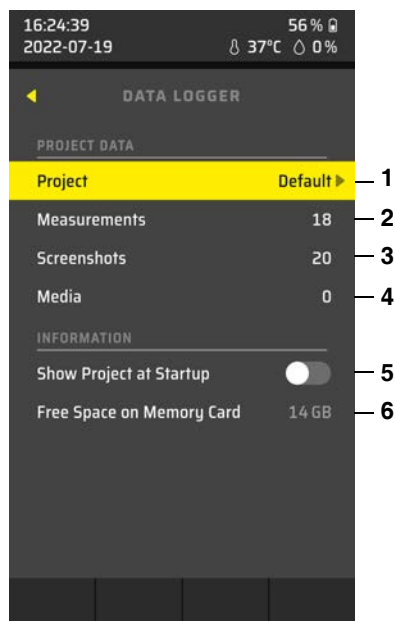 16:24:39 56 %
2022-07-19 37°C 0 %
DATA LOGGER
PROJECT DATA
Project Default 1
Measurements 18 2
Screenshots 20 3
Media 0 4
INFORMATION
Show Project at Startup 5
Free Space on Memory Card 14 GB 6